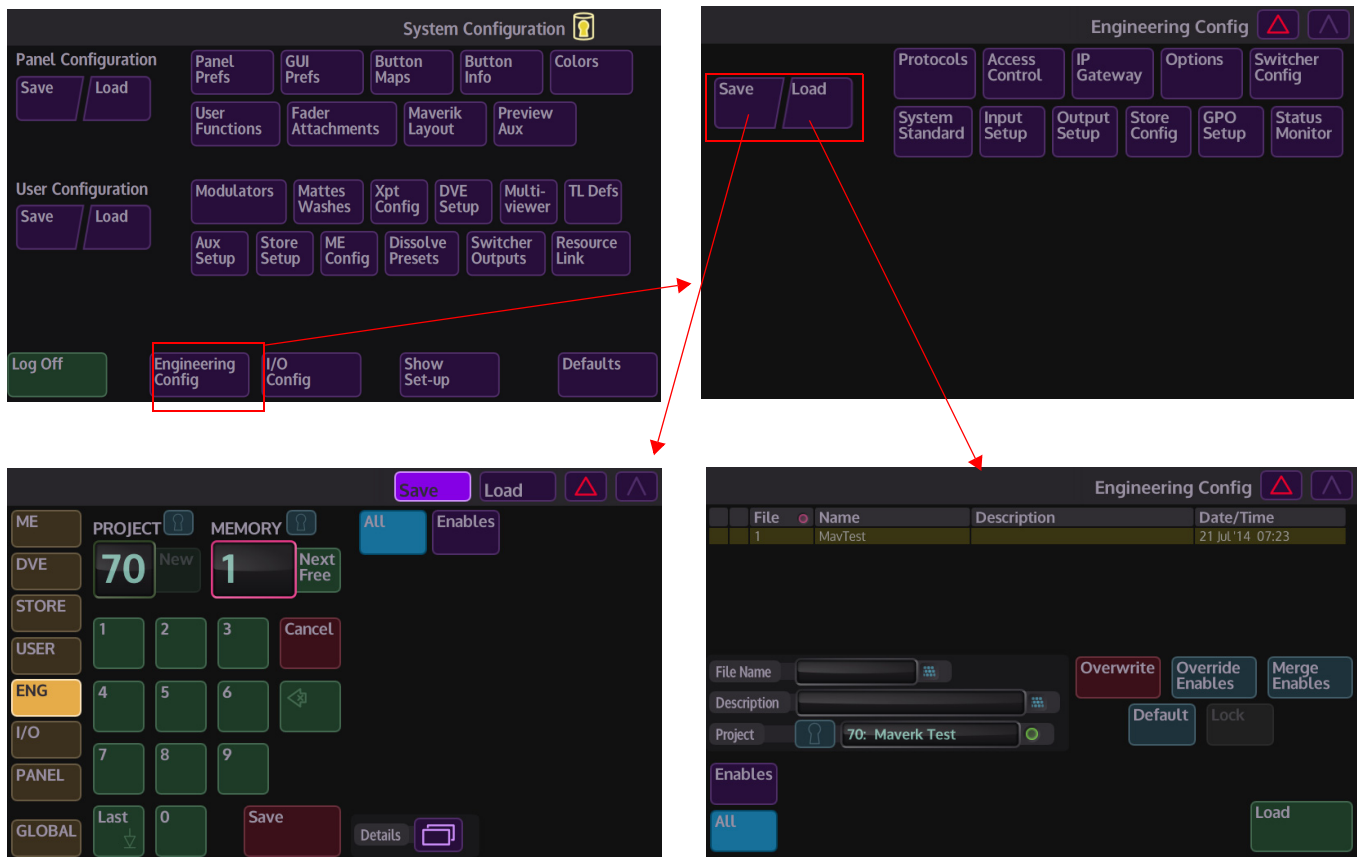 System Configuration
Panel Configuration
Save
Load
Panel
Prefs
GUI
Prefs
Button
Maps
Button
Info
Colors
User
Functions
Fader
Attachments
Maverik
Layout
Preview
Aux
User Configuration
Save
Load
Modulators
Mattes
Washes
Xpt
Config
DVE
Setup
Multi-
viewer
TL Defs
Aux
Setup
Store
Setup
ME
Config
Dissolve
Presets
Switcher
Outputs
Resource
Link
Log Off
Engineering
Config
I/O
Config
Show
Set-up
Defaults
Engineering Config
Save
Load
Protocols
Access
Control
IP
Gateway
Options
Switcher
Config
System
Standard
Input
Setup
Output
Setup
Store
Config
GPO
Setup
Status
Monitor
Save
Load
ME
DVE
STORE
USER
ENG
I/O
PANEL
GLOBAL
PROJECT
MEMORY
70
New
1
Next
Free
All
Enables
1
2
3
Cancel
4
5
6
7
8
9
Last
0
Save
Details
Engineering Config
File Name Description Date/Time
1 MavTest 21 Jul '14 07:23
File Name
Description
Project
70: Maverk Test
Overwrite
Override
Enables
Merge
Enables
Default
Lock
Enables
All
Load